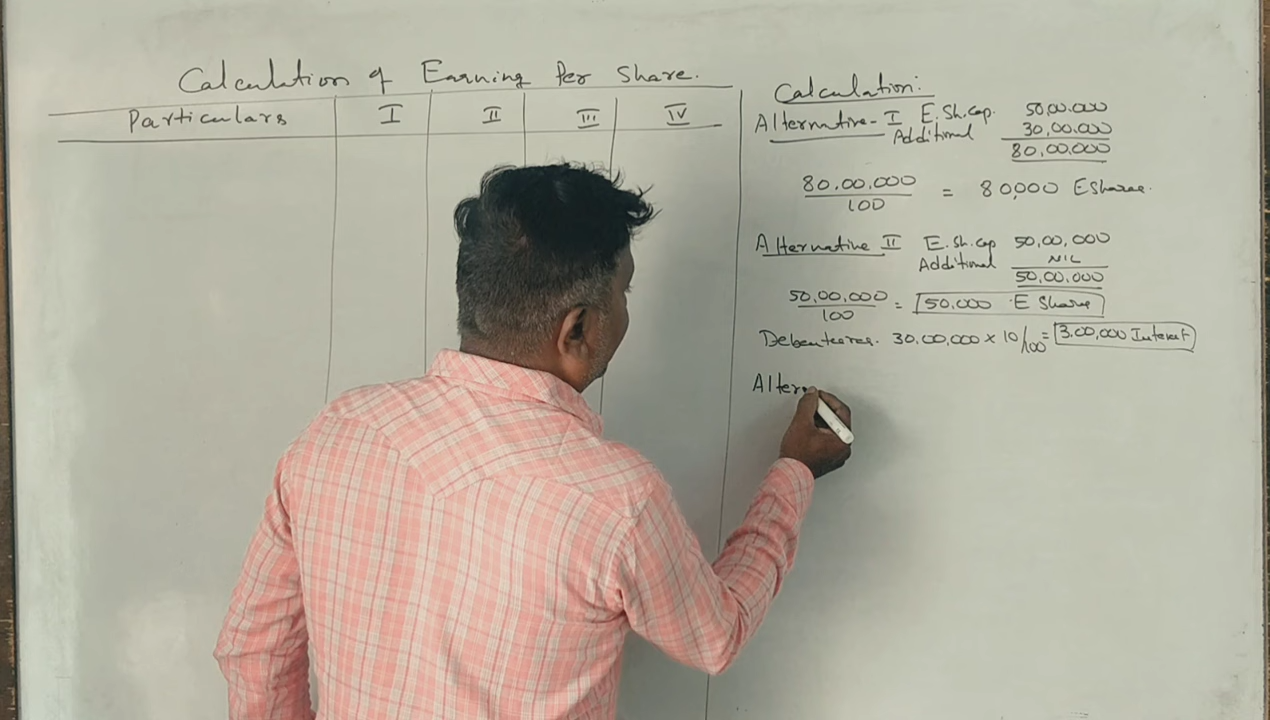 Calculation of Earning Per Share.
Particulars I II III IV
Calculation:
Alternative - I E. Sh. cap. 50,00,000
Additional 30,00,000
80,00,000
80,00,000
100
= 80,000 E Shares.
Alternative II E. Sh. cap 50,00,000
Additional NIL
50,00,000
50,00,000
100
= 50,000 E Share
Debentures. 30,00,000 × 10/100 = 3,00,000 Interest
Alter